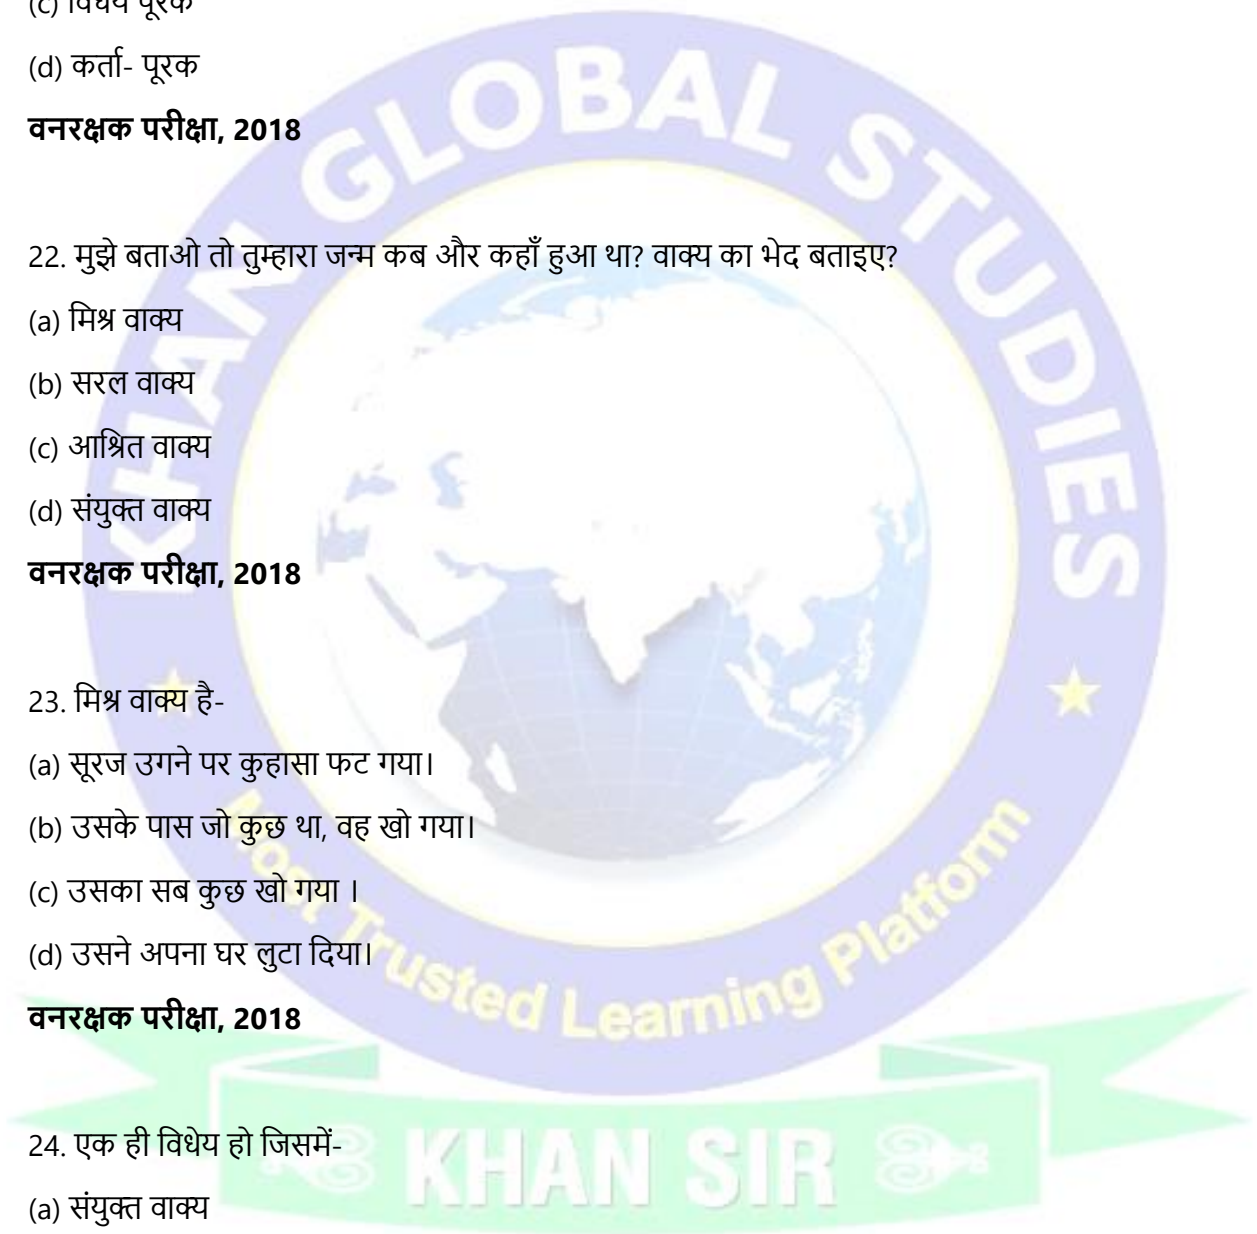 (c) विधेय पूरक
(d) कर्ता- पूरक
वनरक्षक परीक्षा, 2018
22. मुझे बताओ तो तुम्हारा जन्म कब और कहाँ हुआ था? वाक्य का भेद बताइए?
(a) मिश्र वाक्य
(b) सरल वाक्य
(c) आश्रित वाक्य
(d) संयुक्त वाक्य
वनरक्षक परीक्षा, 2018
23. मिश्र वाक्य है-
(a) सूरज उगने पर कुहासा फट गया।
(b) उसके पास जो कुछ था, वह खो गया।
(c) उसका सब कुछ खो गया ।
(d) उसने अपना घर लुटा दिया।
वनरक्षक परीक्षा, 2018
24. एक ही विधेय हो जिसमें-
(a) संयुक्त वाक्य
KHAN GLOBAL STUDIES
Most Trusted Learning Platform
KHAN SIR